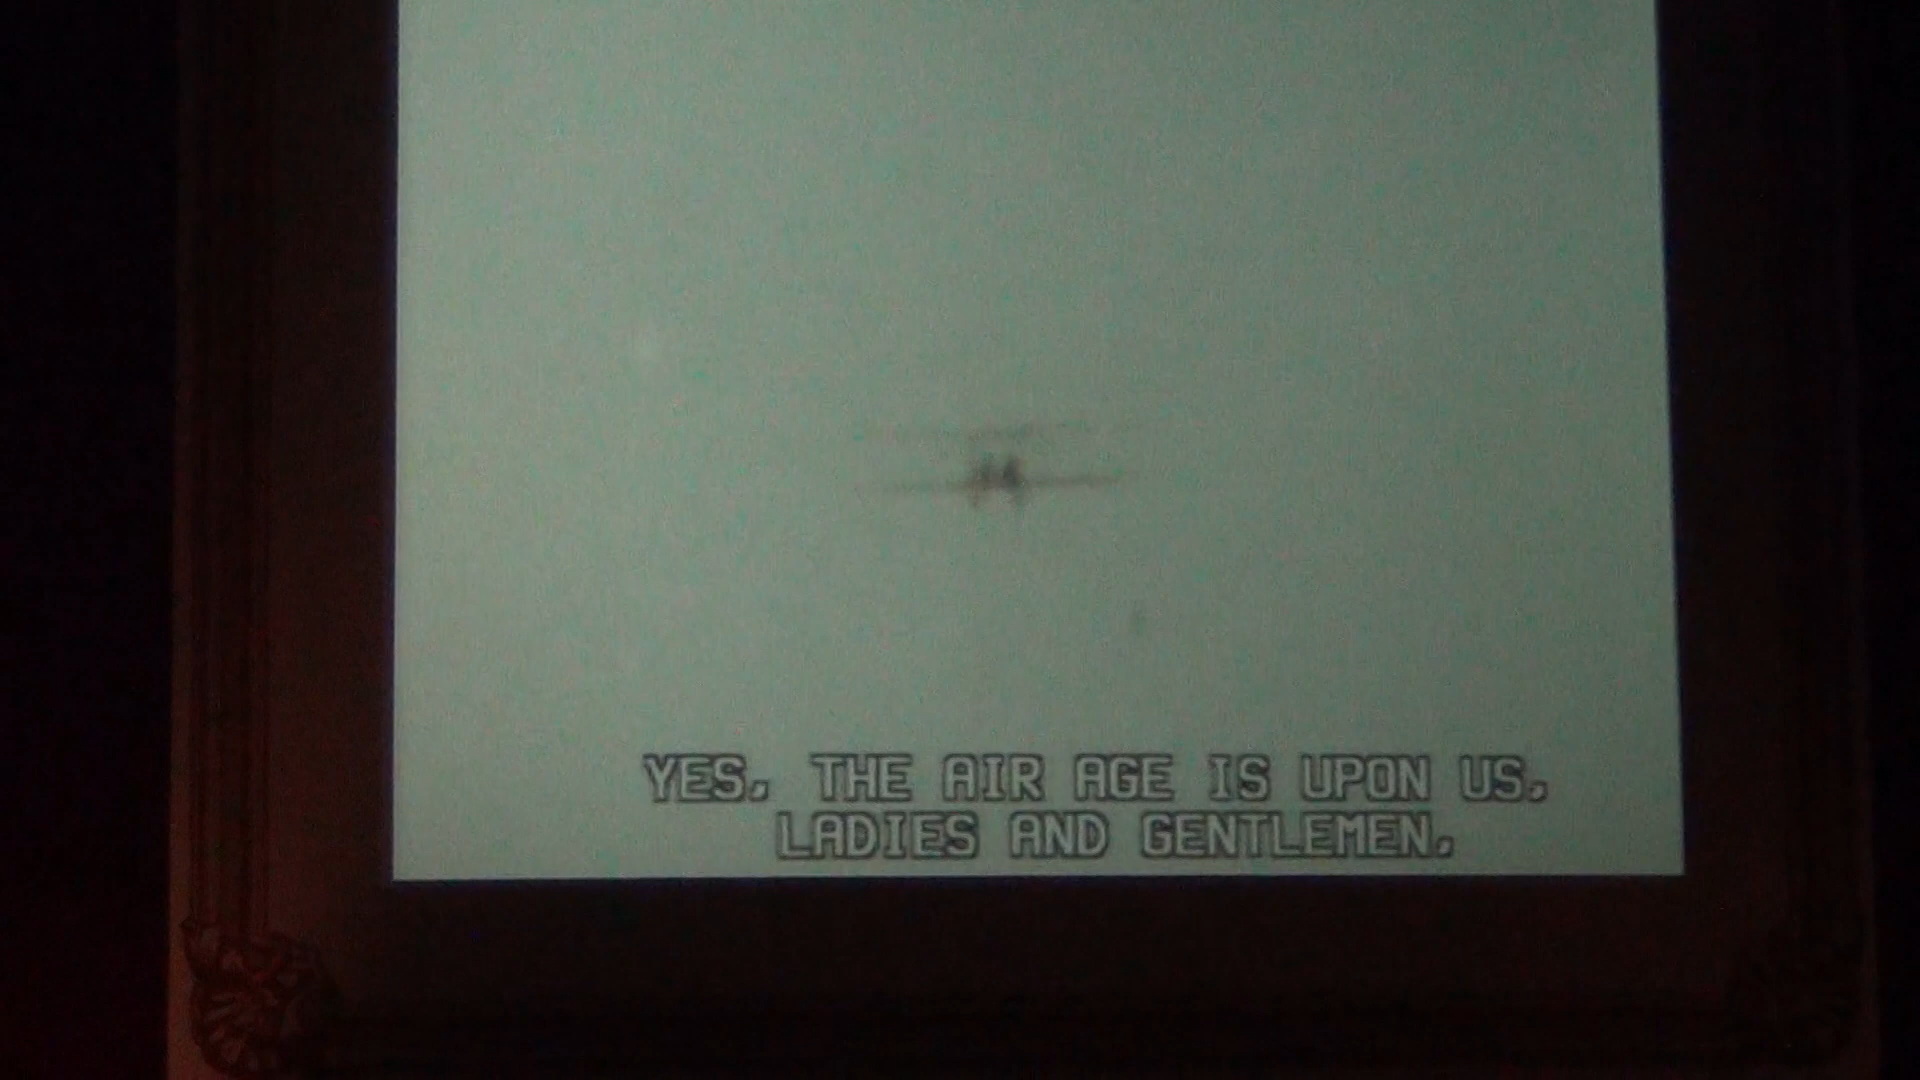 YES, THE AIR AGE IS UPON US,
LADIES AND GENTLEMEN,